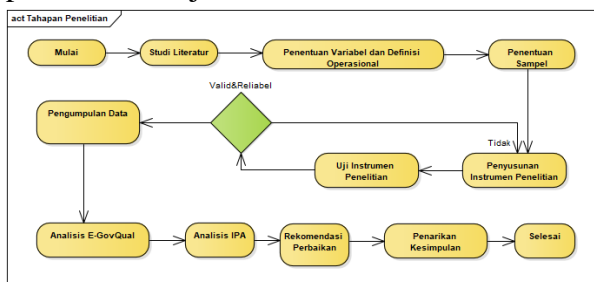 act Tahapan Penelitian
Mulai
Studi Literatur
Penentuan Variabel dan Definisi
Operasional
Penentuan
Sampel
Valid&Reliabel
Pengumpulan Data
Tidak
Uji Instrumen
Penelitian
Penyusunan
Instrumen Penelitian
Analisis E-GovQual
Analisis IPA
Rekomendasi
Perbaikan
Penarikan
Kesimpulan
Selesai